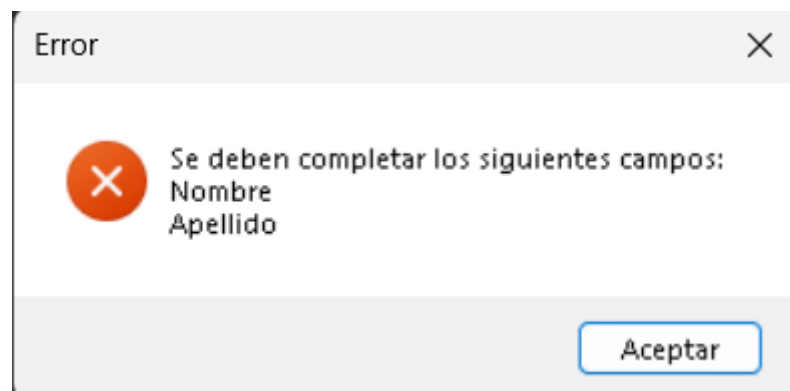 Error
Se deben completar los siguientes campos:
Nombre
Apellido
Aceptar